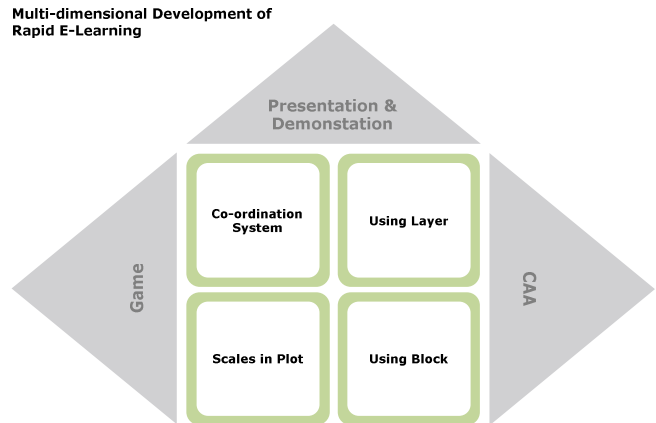 Multi-dimensional Development of
Rapid E-Learning
Presentation &
Demonstation
Co-ordination
System
Using Layer
Game
CAA
Scales in Plot
Using Block